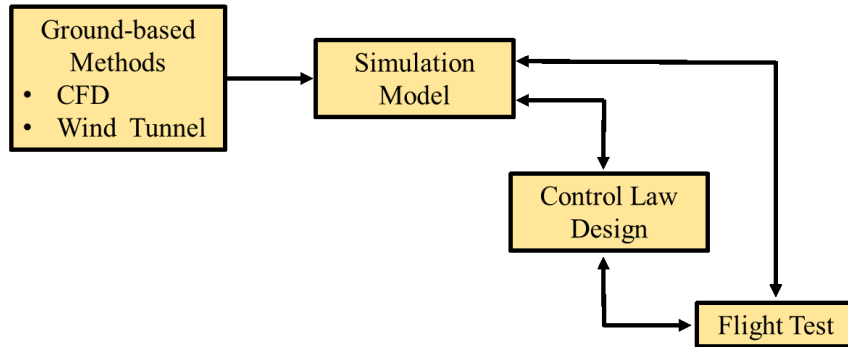 Ground-based
Methods
• CFD
• Wind Tunnel
Simulation
Model
Control Law
Design
Flight Test